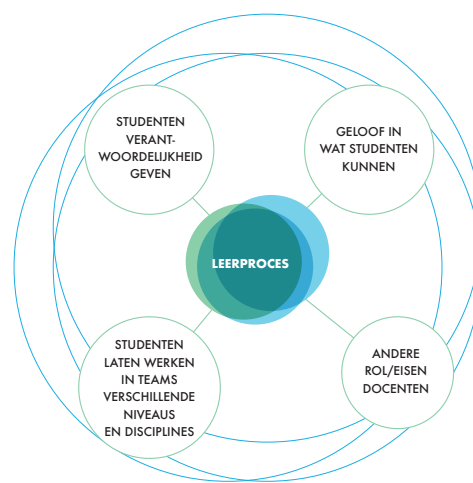 STUDENTEN
VERANT-
WOORDELIJKHEID
GEVEN
GELOOF IN
WAT STUDENTEN
KUNNEN
LEERPROCES
STUDENTEN
LATEN WERKEN
IN TEAMS
VERSCHILLENDE
NIVEAUS
EN DISCIPLINES
ANDERE
ROL/EISEN
DOCENTEN